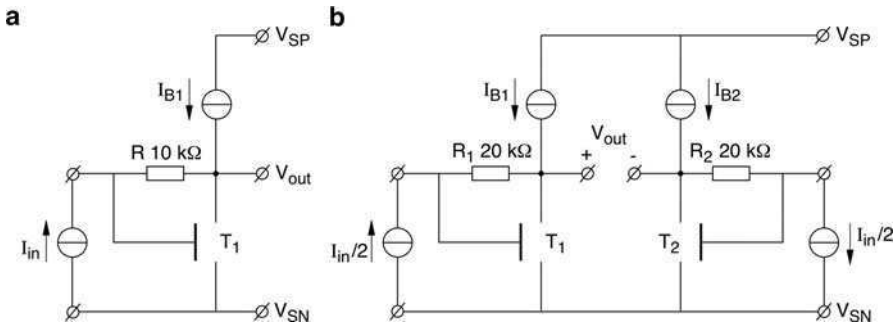 a
V_SP
I_B1
R 10 kΩ
V_out
I_in
T_1
V_SN
b
V_SP
I_B1
I_B2
V_out
R_1 20 kΩ
+
-
R_2 20 kΩ
I_in/2
T_1
T_2
I_in/2
V_SN